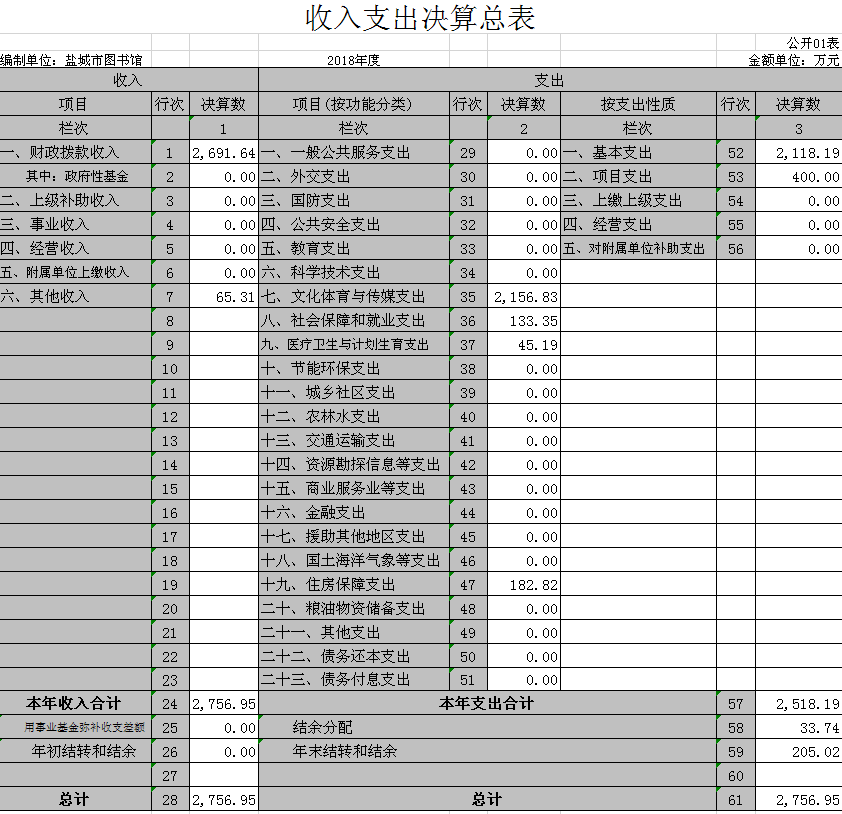 收入支出决算总表
公开01表
编制单位：盐城市图书馆 2018年度 金额单位：万元
收入 支出
项目 行次 决算数 项目(按功能分类) 行次 决算数 按支出性质 行次 决算数
栏次 1 栏次 2 栏次 3
一、财政拨款收入 1 2,691.64 一、一般公共服务支出 29 0.00 一、基本支出 52 2,118.19
其中：政府性基金 2 0.00 二、外交支出 30 0.00 二、项目支出 53 400.00
二、上级补助收入 3 0.00 三、国防支出 31 0.00 三、上缴上级支出 54 0.00
三、事业收入 4 0.00 四、公共安全支出 32 0.00 四、经营支出 55 0.00
四、经营收入 5 0.00 五、教育支出 33 0.00 五、对附属单位补助支出 56 0.00
五、附属单位上缴收入 6 0.00 六、科学技术支出 34 0.00
六、其他收入 7 65.31 七、文化体育与传媒支出 35 2,156.83
8 八、社会保障和就业支出 36 133.35
9 九、医疗卫生与计划生育支出 37 45.19
10 十、节能环保支出 38 0.00
11 十一、城乡社区支出 39 0.00
12 十二、农林水支出 40 0.00
13 十三、交通运输支出 41 0.00
14 十四、资源勘探信息等支出 42 0.00
15 十五、商业服务业等支出 43 0.00
16 十六、金融支出 44 0.00
17 十七、援助其他地区支出 45 0.00
18 十八、国土海洋气象等支出 46 0.00
19 十九、住房保障支出 47 182.82
20 二十、粮油物资储备支出 48 0.00
21 二十一、其他支出 49 0.00
22 二十二、债务还本支出 50 0.00
23 二十三、债务付息支出 51 0.00
本年收入合计 24 2,756.95 本年支出合计 57 2,518.19
用事业基金弥补收支差额 25 0.00 结余分配 58 33.74
年初结转和结余 26 0.00 年末结转和结余 59 205.02
27 60
总计 28 2,756.95 总计 61 2,756.95